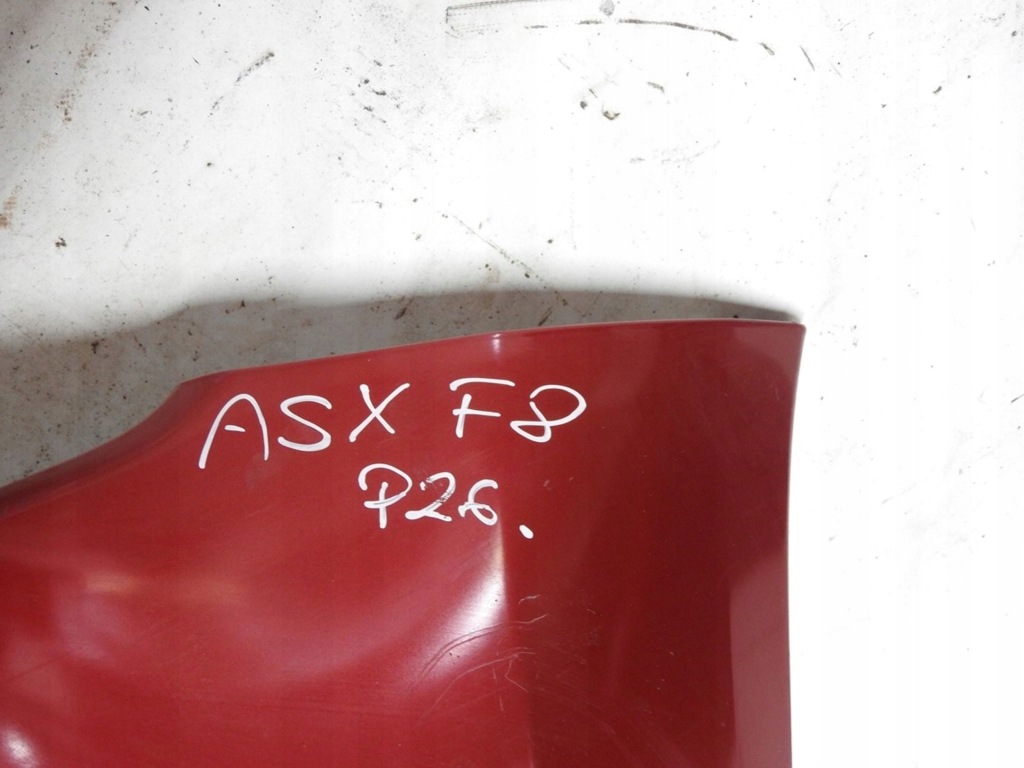 ASX F8
P26.